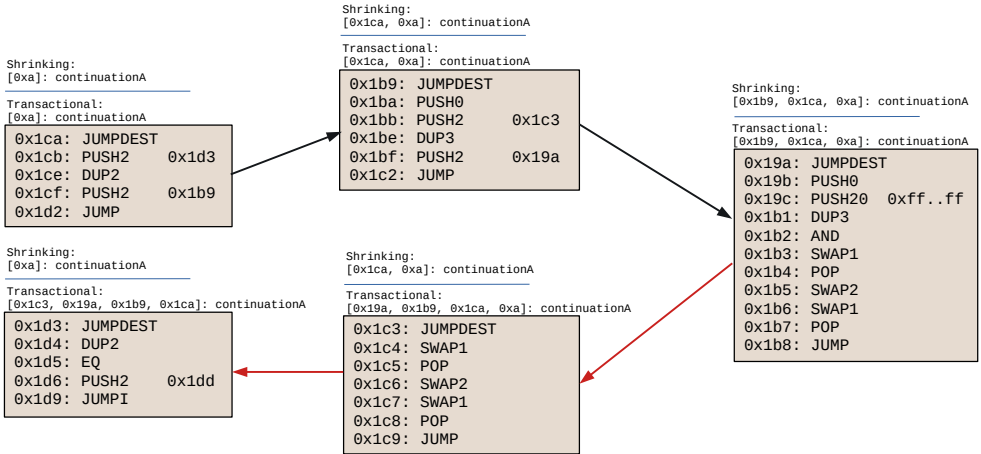 Shrinking:
[0xa]: continuationA
Transactional:
[0xa]: continuationA
0x1ca: JUMPDEST
0x1cb: PUSH2 0x1d3
0x1ce: DUP2
0x1cf: PUSH2 0x1b9
0x1d2: JUMP
Shrinking:
[0x1ca, 0xa]: continuationA
Transactional:
[0x1ca, 0xa]: continuationA
0x1b9: JUMPDEST
0x1ba: PUSH0
0x1bb: PUSH2 0x1c3
0x1be: DUP3
0x1bf: PUSH2 0x19a
0x1c2: JUMP
Shrinking:
[0x1b9, 0x1ca, 0xa]: continuationA
Transactional:
[0x1b9, 0x1ca, 0xa]: continuationA
0x19a: JUMPDEST
0x19b: PUSH0
0x19c: PUSH20 0xff..ff
0x1b1: DUP3
0x1b2: AND
0x1b3: SWAP1
0x1b4: POP
0x1b5: SWAP2
0x1b6: SWAP1
0x1b7: POP
0x1b8: JUMP
Shrinking:
[0x1ca, 0xa]: continuationA
Transactional:
[0x19a, 0x1b9, 0x1ca, 0xa]: continuationA
0x1c3: JUMPDEST
0x1c4: SWAP1
0x1c5: POP
0x1c6: SWAP2
0x1c7: SWAP1
0x1c8: POP
0x1c9: JUMP
Shrinking:
[0xa]: continuationA
Transactional:
[0x1c3, 0x19a, 0x1b9, 0x1ca]: continuationA
0x1d3: JUMPDEST
0x1d4: DUP2
0x1d5: EQ
0x1d6: PUSH2 0x1dd
0x1d9: JUMPI